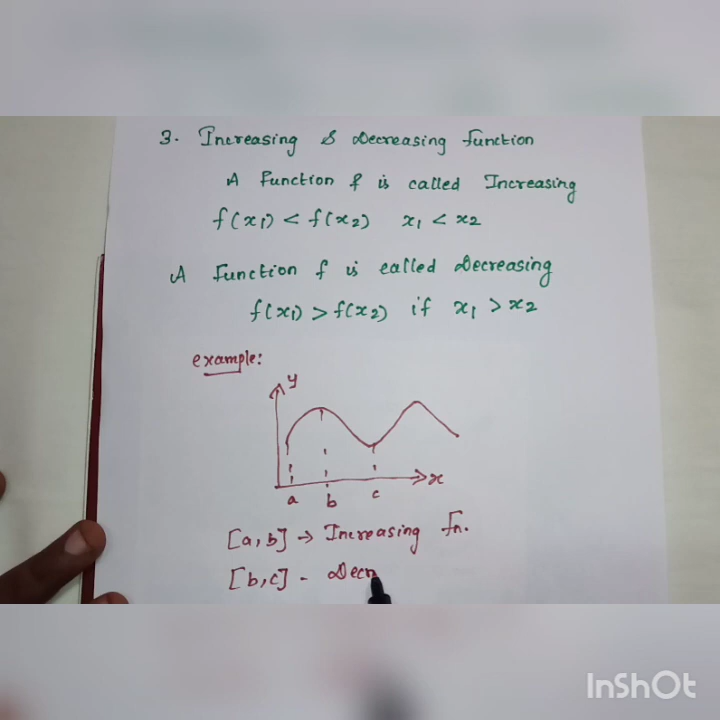 3. Increasing & Decreasing function
A Function f is called Increasing
f(x₁) < f(x₂) x₁ < x₂
A Function f is called Decreasing
f(x₁) > f(x₂) if x₁ > x₂
example:
y
x
a b c
[a,b] → Increasing fn.
[b,c] - Decr
InShOt